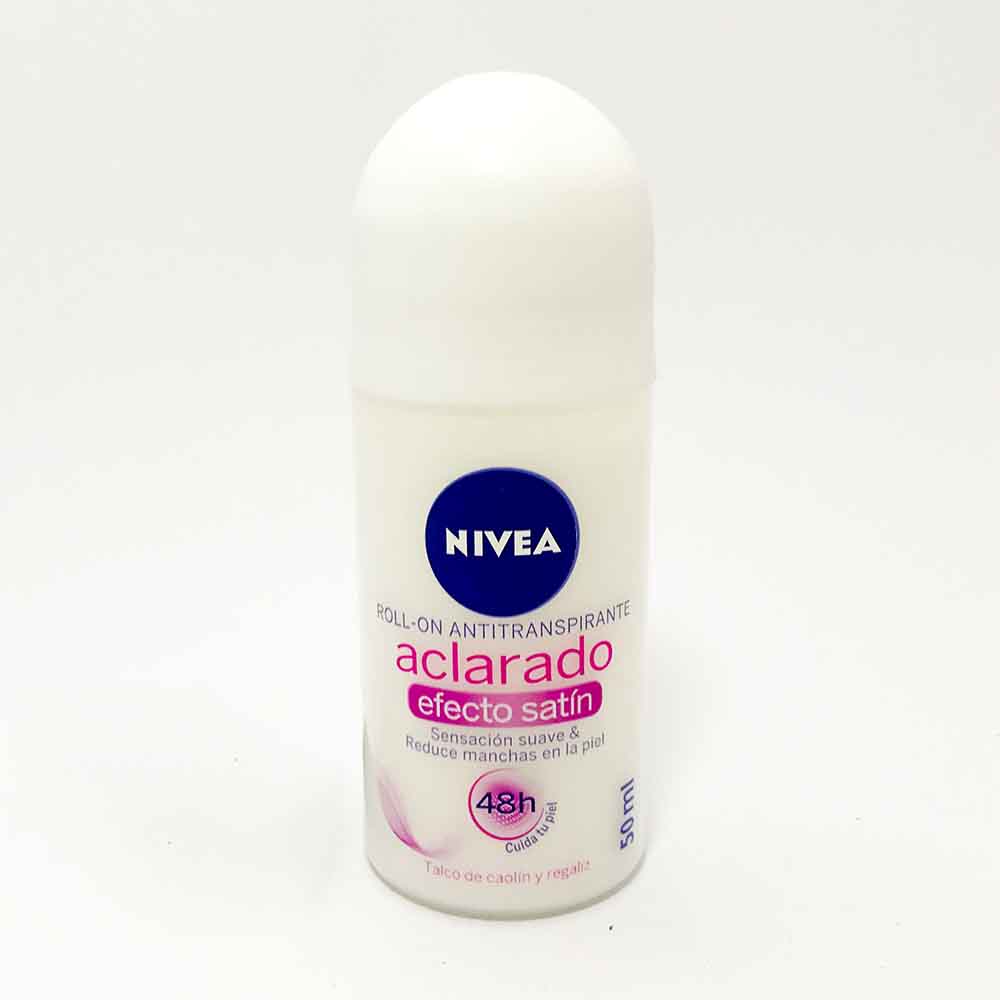 NIVEA
ROLL-ON ANTITRANSPIRANTE
aclarado
efecto satín
Sensación suave &
Reduce manchas en la piel
48h
Cuida tu piel
50 ml
Talco de caolín y regaliz